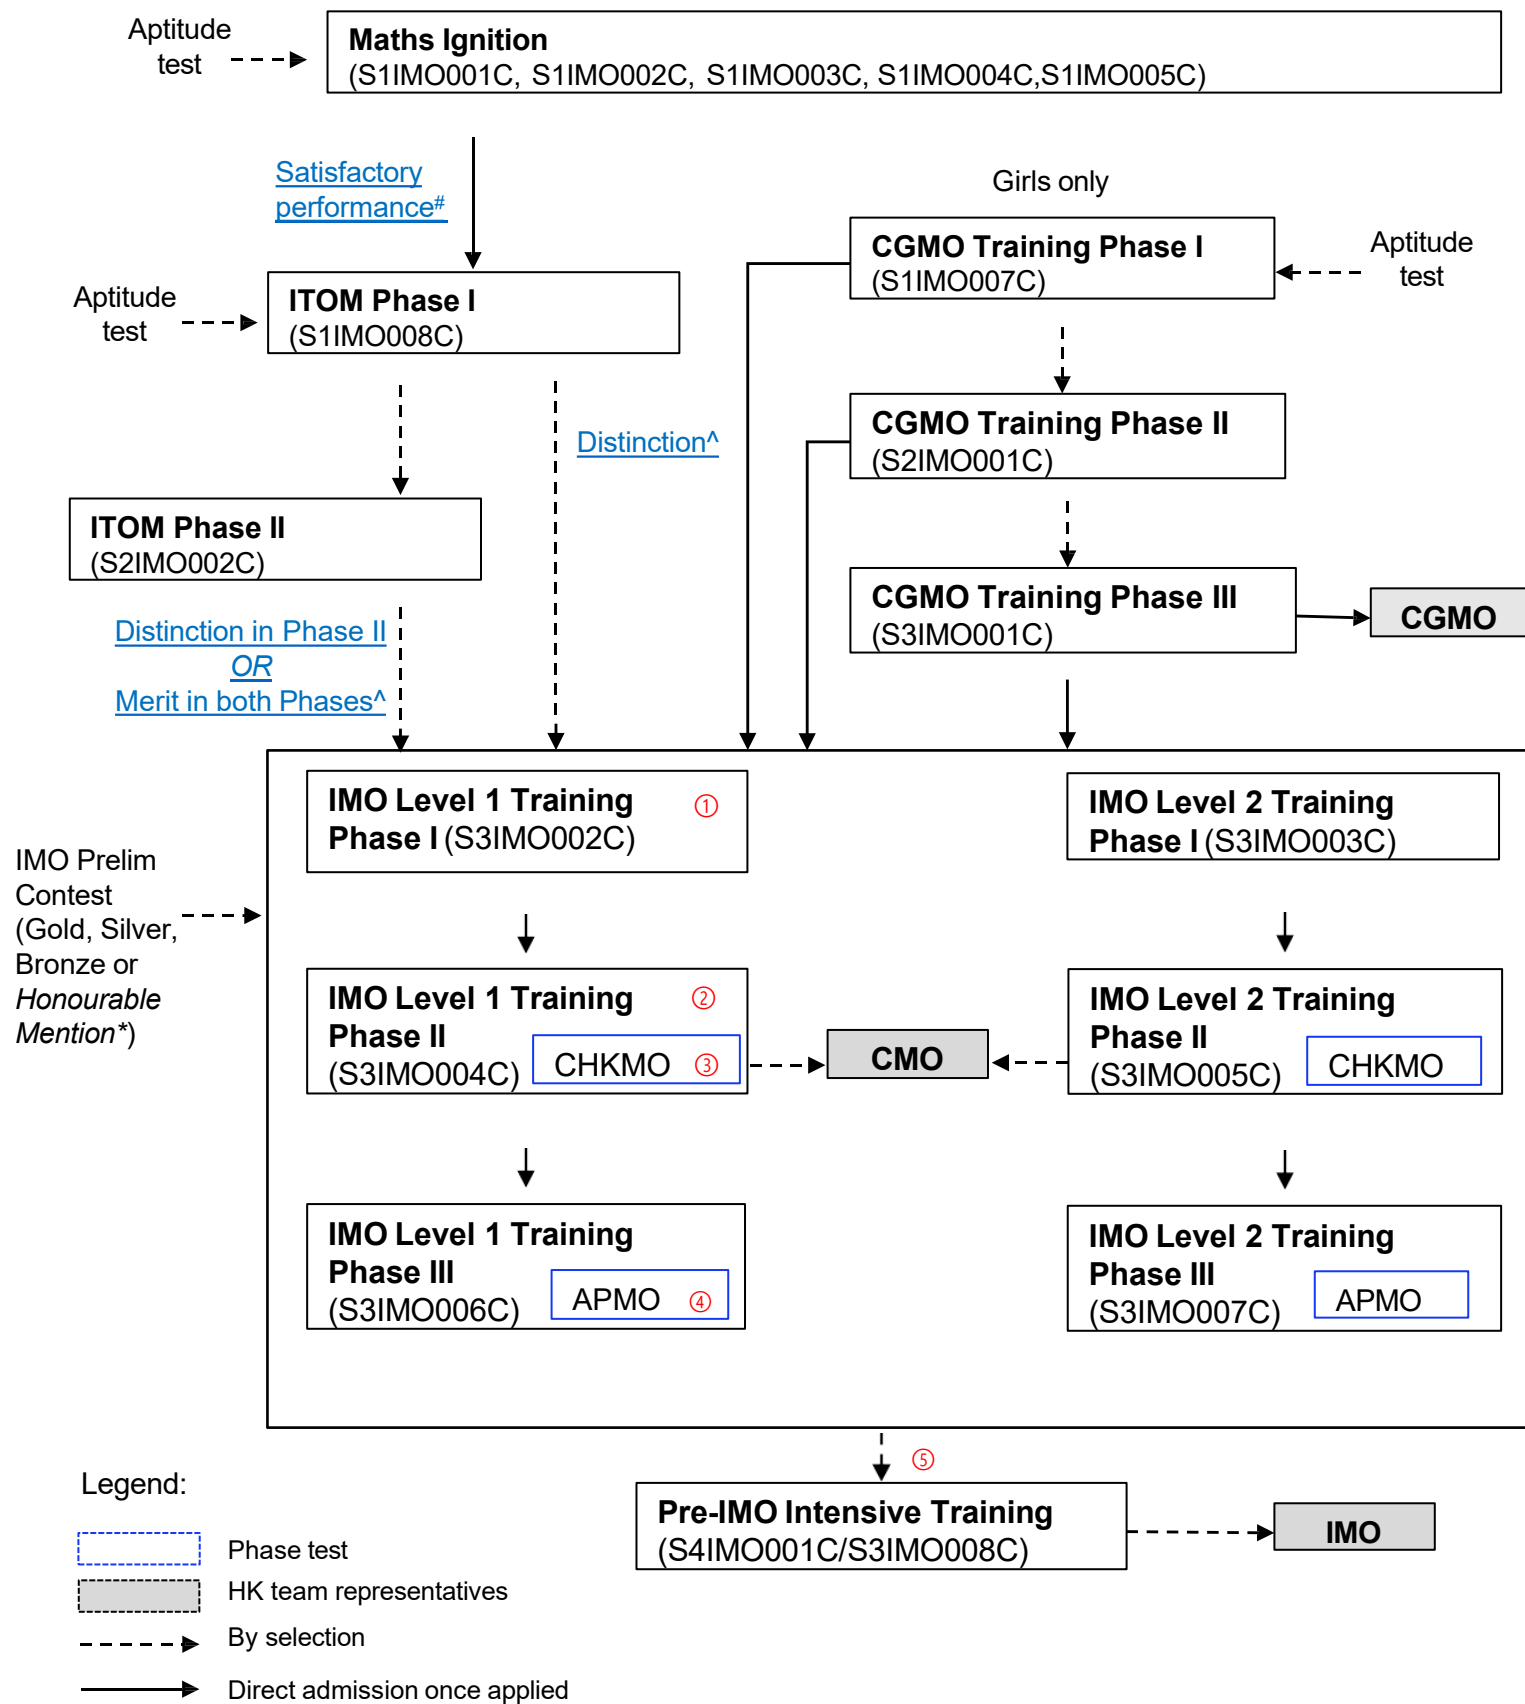 Aptitude
test
Maths Ignition
(S1IMO001C, S1IMO002C, S1IMO003C, S1IMO004C,S1IMO005C)
Satisfactory
performance#
Girls only
CGMO Training Phase I
(S1IMO007C)
Aptitude
test
Aptitude
test
ITOM Phase I
(S1IMO008C)
Distinction^
CGMO Training Phase II
(S2IMO001C)
ITOM Phase II
(S2IMO002C)
CGMO Training Phase III
(S3IMO001C)
CGMO
Distinction in Phase II
OR
Merit in both Phases^
IMO Prelim
Contest
(Gold, Silver,
Bronze or
Honourable
Mention*)
IMO Level 1 Training ①
Phase I (S3IMO002C)
IMO Level 2 Training
Phase I (S3IMO003C)
IMO Level 1 Training ②
Phase II
(S3IMO004C)
CHKMO ③
CMO
IMO Level 2 Training
Phase II
(S3IMO005C)
CHKMO
IMO Level 1 Training
Phase III
(S3IMO006C)
APMO ④
IMO Level 2 Training
Phase III
(S3IMO007C)
APMO
⑤
Pre-IMO Intensive Training
(S4IMO001C/S3IMO008C)
IMO
Legend:
Phase test
HK team representatives
By selection
Direct admission once applied